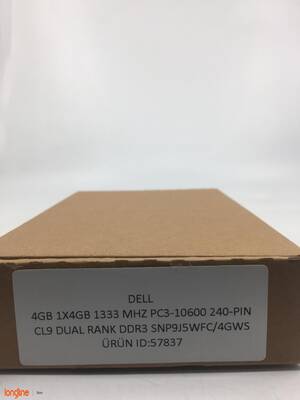 DELL
4GB 1X4GB 1333 MHZ PC3-10600 240-PIN
CL9 DUAL RANK DDR3 SNP9J5WFC/4GWS
ÜRÜN ID:57837
longline